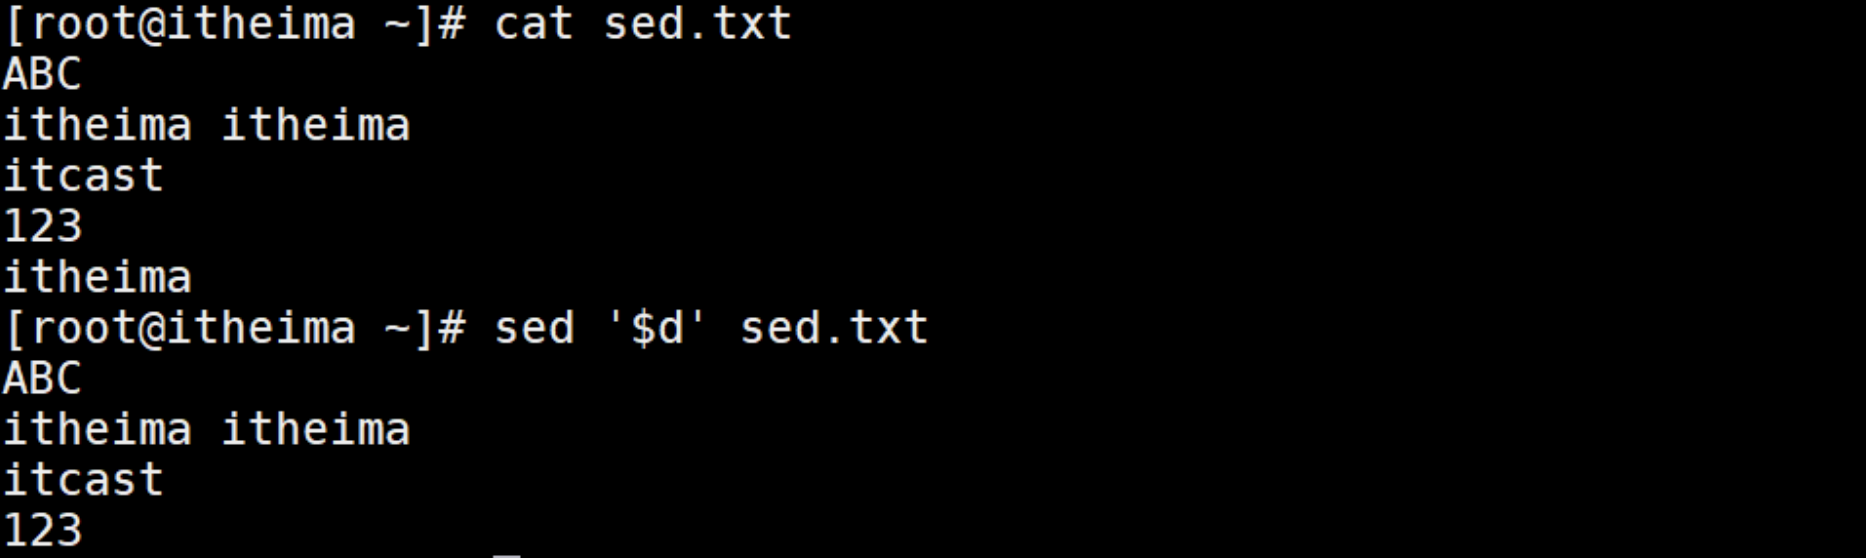 [root@itheima ~]# cat sed.txt
ABC
itheima itheima
itcast
123
itheima
[root@itheima ~]# sed '$d' sed.txt
ABC
itheima itheima
itcast
123